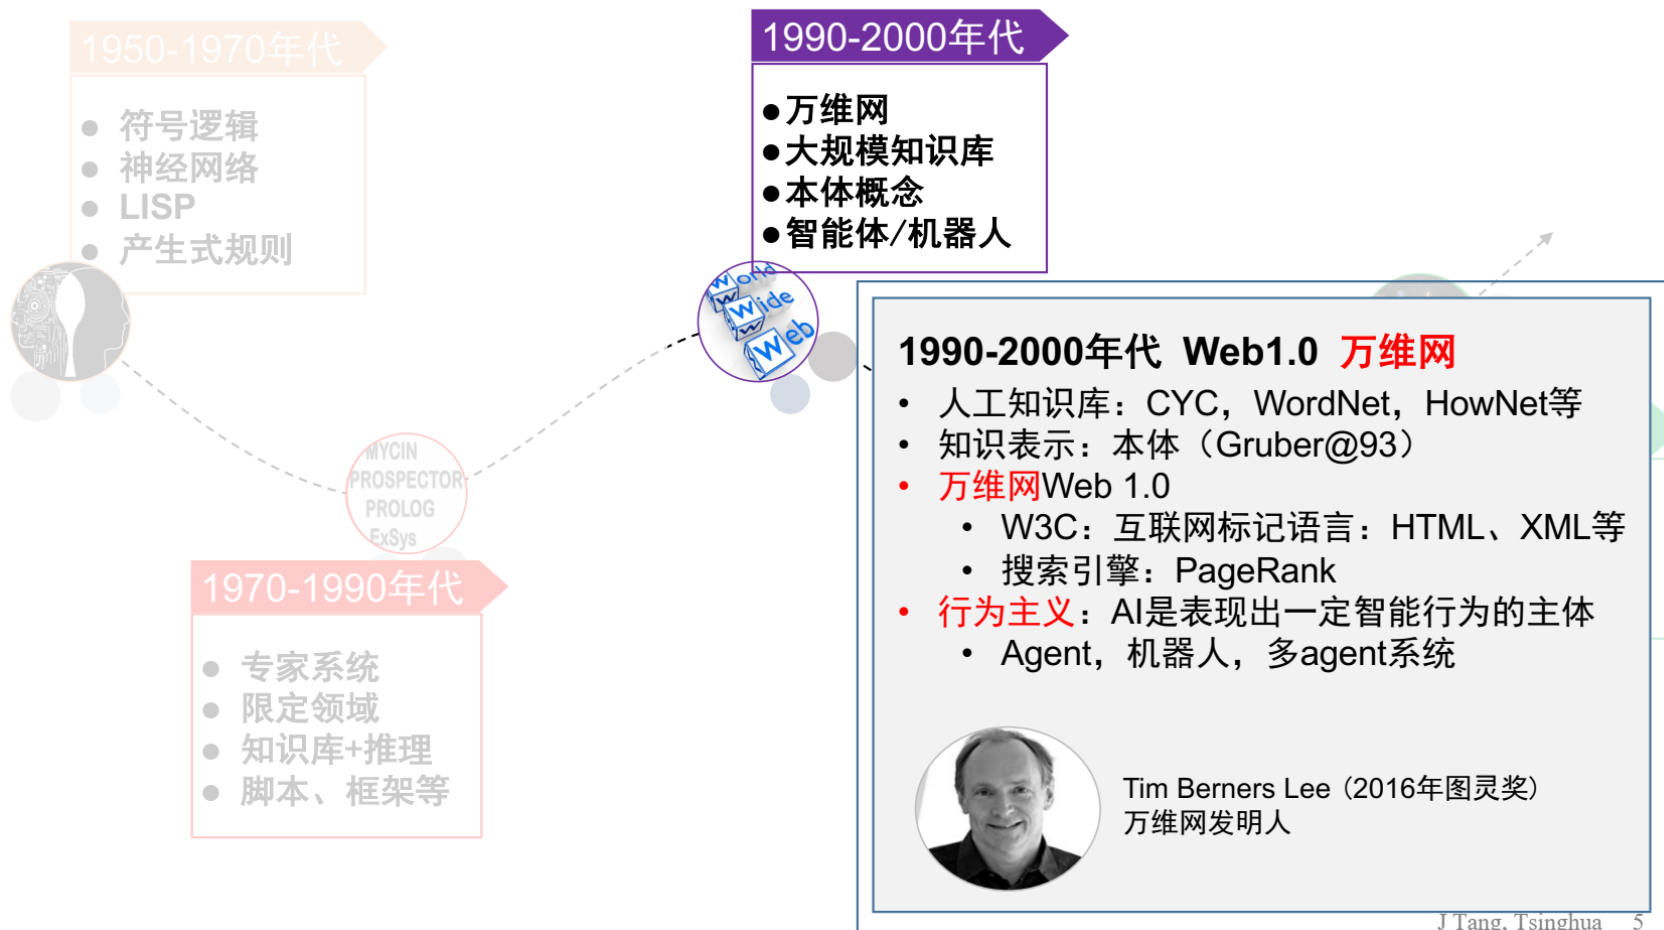 1950-1970年代
● 符号逻辑
● 神经网络
● LISP
● 产生式规则
MYCIN
PROSPECTOR
PROLOG
ExSys
1970-1990年代
● 专家系统
● 限定领域
● 知识库+推理
● 脚本、框架等
1990-2000年代
●万维网
●大规模知识库
●本体概念
●智能体/机器人
World
Wide
Web
1990-2000年代 Web1.0 万维网
• 人工知识库：CYC，WordNet，HowNet等
• 知识表示：本体（Gruber@93）
• 万维网Web 1.0
• W3C：互联网标记语言：HTML、XML等
• 搜索引擎：PageRank
• 行为主义：AI是表现出一定智能行为的主体
• Agent，机器人，多agent系统
Tim Berners Lee (2016年图灵奖)
万维网发明人
J Tang, Tsinghua 5